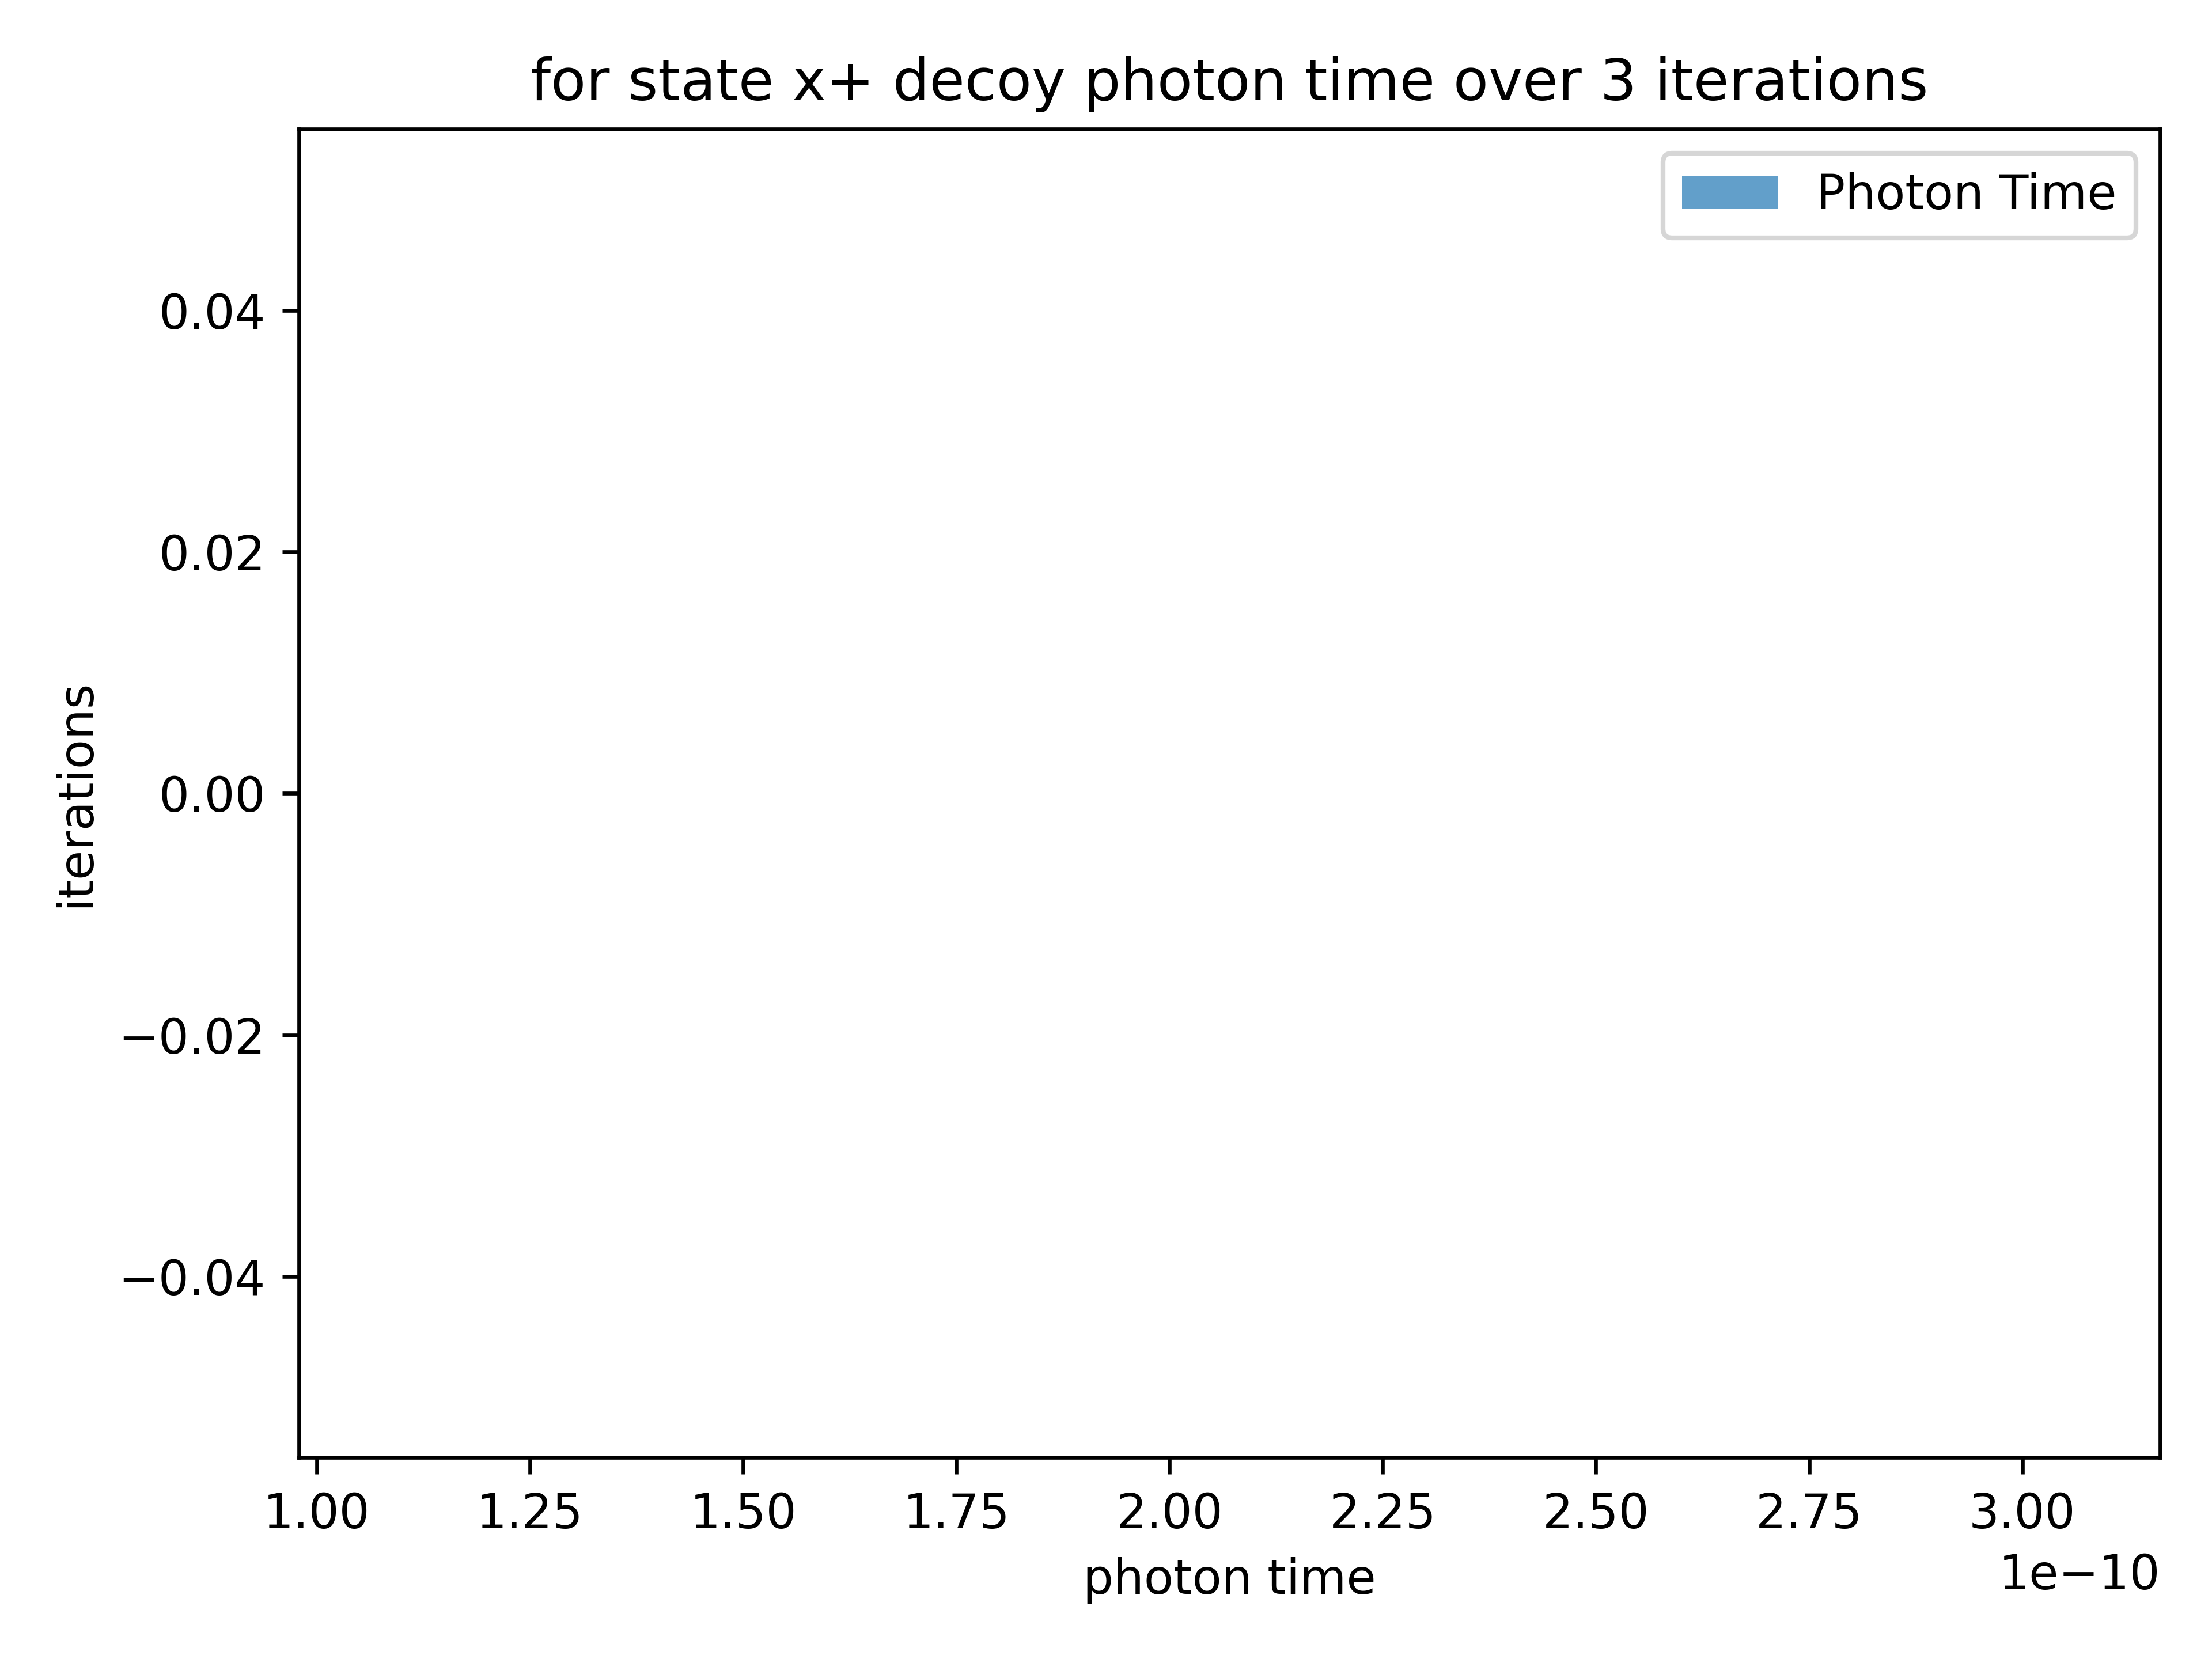 for state x+ decoy photon time over 3 iterations
Photon Time
0.04
0.02
0.00
−0.02
−0.04
iterations
1.00 1.25 1.50 1.75 2.00 2.25 2.50 2.75 3.00
1e−10
photon time